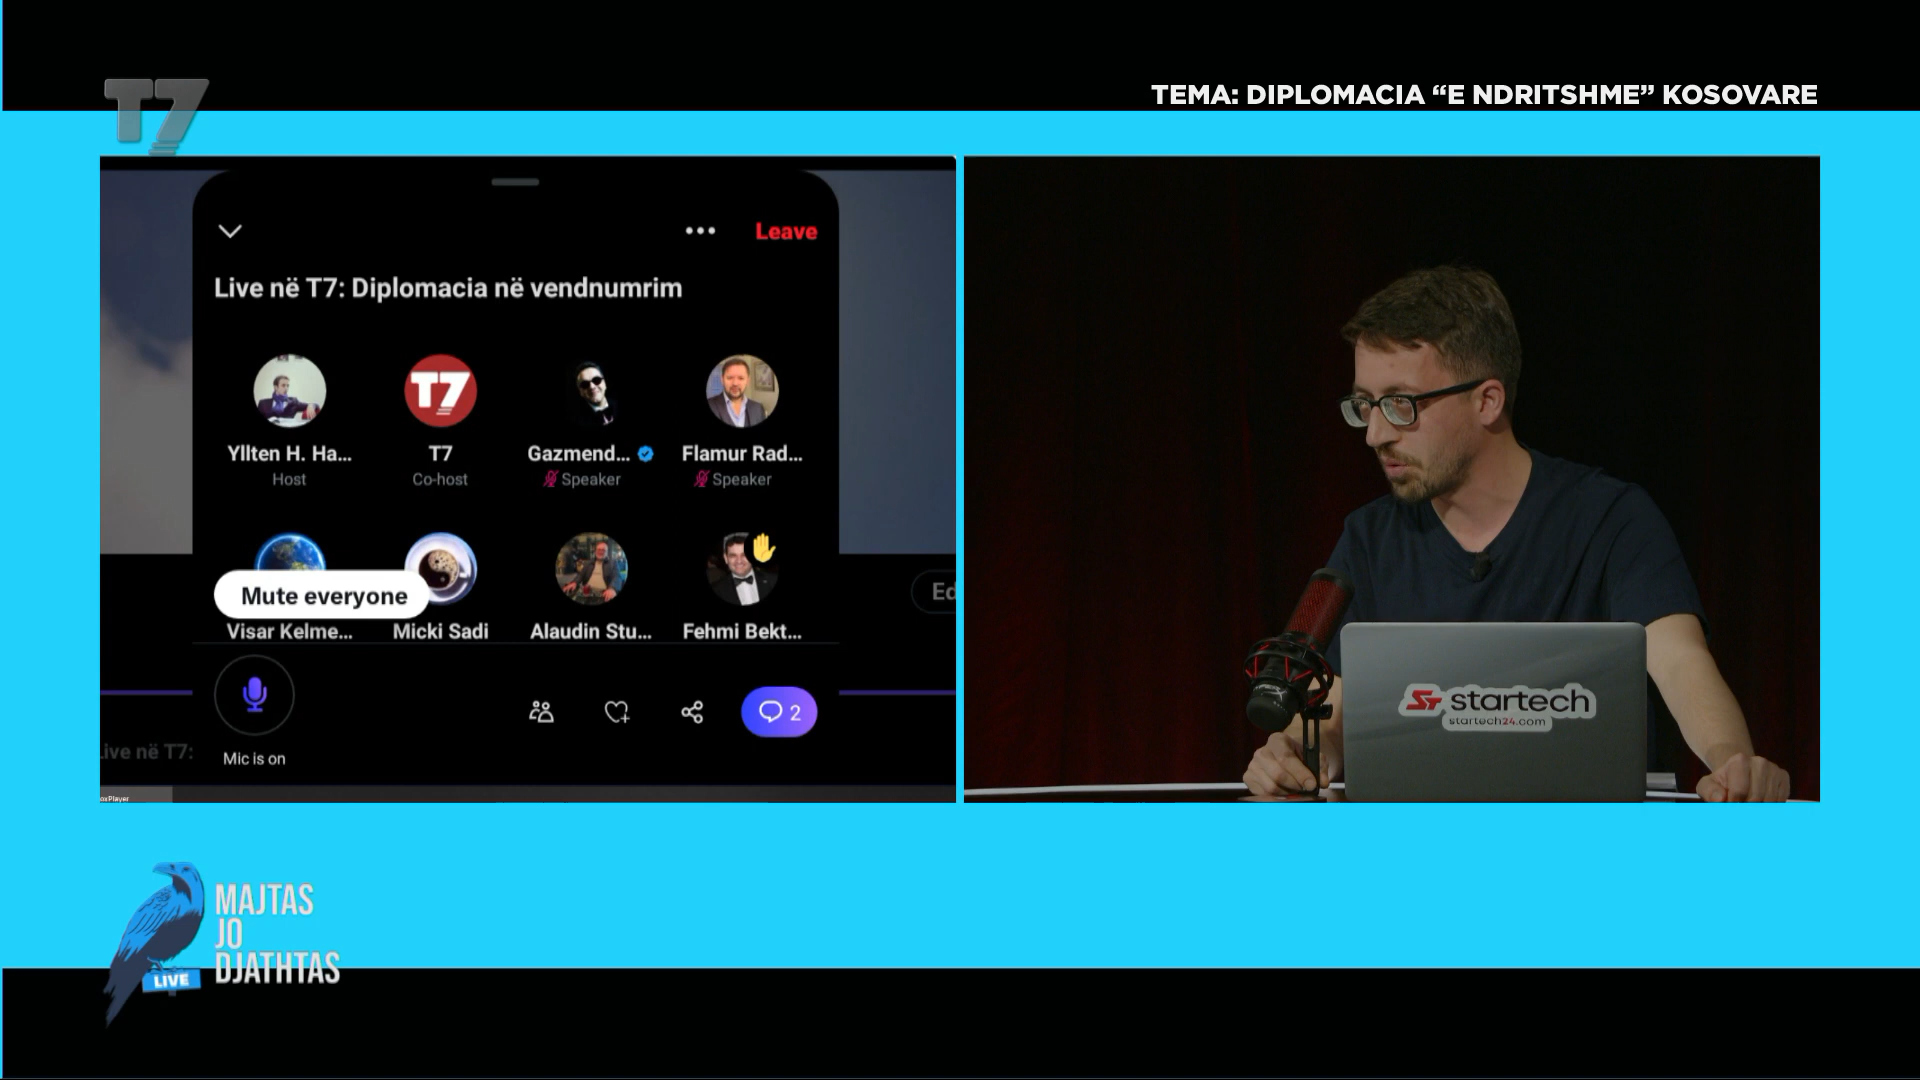 T7
TEMA: DIPLOMACIA “E NDRITSHME” KOSOVARE
Leave
Live në T7: Diplomacia në vendnumrim
T7
Yllten H. Ha...
T7
Gazmend...
Flamur Rad...
Host
Co-host
Speaker
Speaker
Mute everyone
Ed
Visar Kelme...
Micki Sadi
Alaudin Stu...
Fehmi Bekt...
2
ive në T7:
Mic is on
oxPlayer
ST startech
startech24.com
MAJTAS
JO
DJATHTAS
LIVE